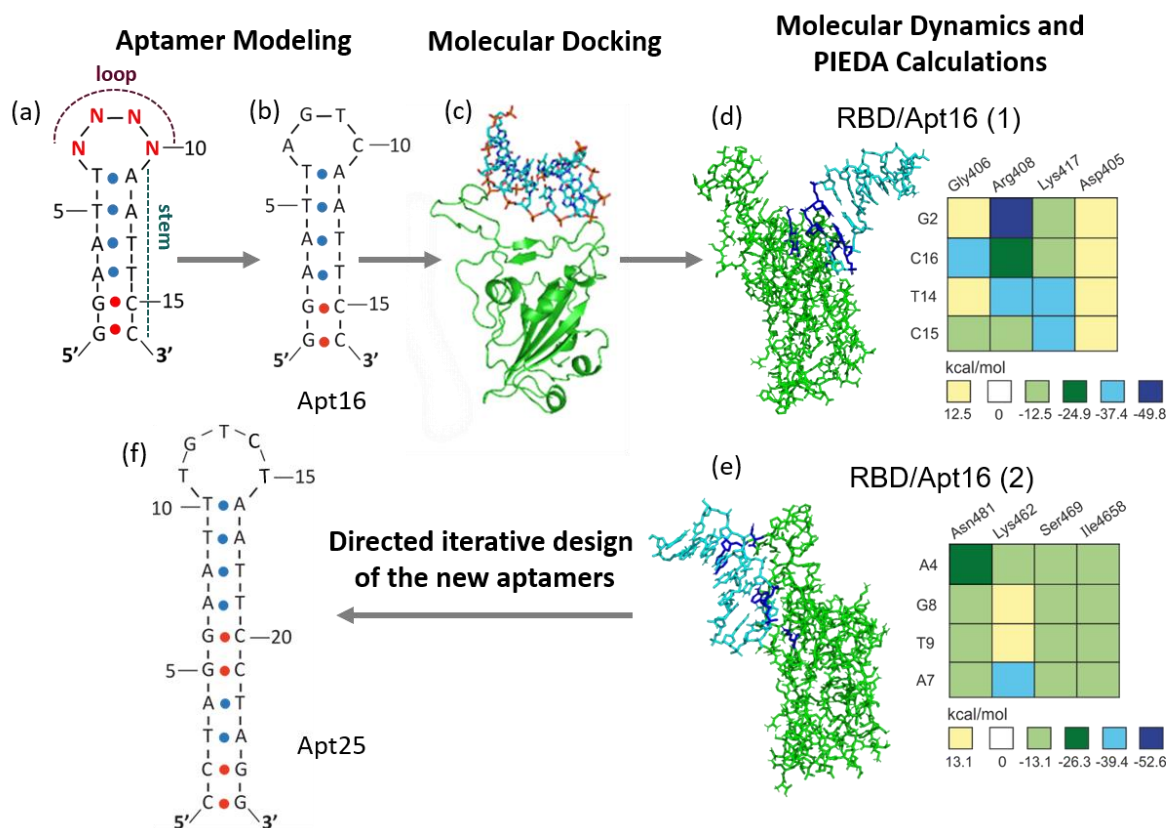 Aptamer Modeling
Molecular Docking
Molecular Dynamics and
PIEDA Calculations
loop
(a)
N N N N
10
T A
5
T A
A T
A T
stem
G C
15
G C
5’ 3’
(b)
G T
A C
10
T A
5
T A
A T
A T
G C
15
G C
5’ 3’
Apt16
(c)
(d)
RBD/Apt16 (1)
Gly406 Arg408 Lys417 Asp405
G2
C16
T14
C15
kcal/mol
12.5 0 -12.5 -24.9 -37.4 -49.8
(e)
RBD/Apt16 (2)
Asn481 Lys462 Ser469 Ile4658
A4
G8
T9
A7
kcal/mol
13.1 0 -13.1 -26.3 -39.4 -52.6
Directed iterative design
of the new aptamers
(f)
T
G C
T T
15
10
T A
T A
A T
A T
G C
20
5
G C
A T
T A
C G
C G
5’ 3’
Apt25